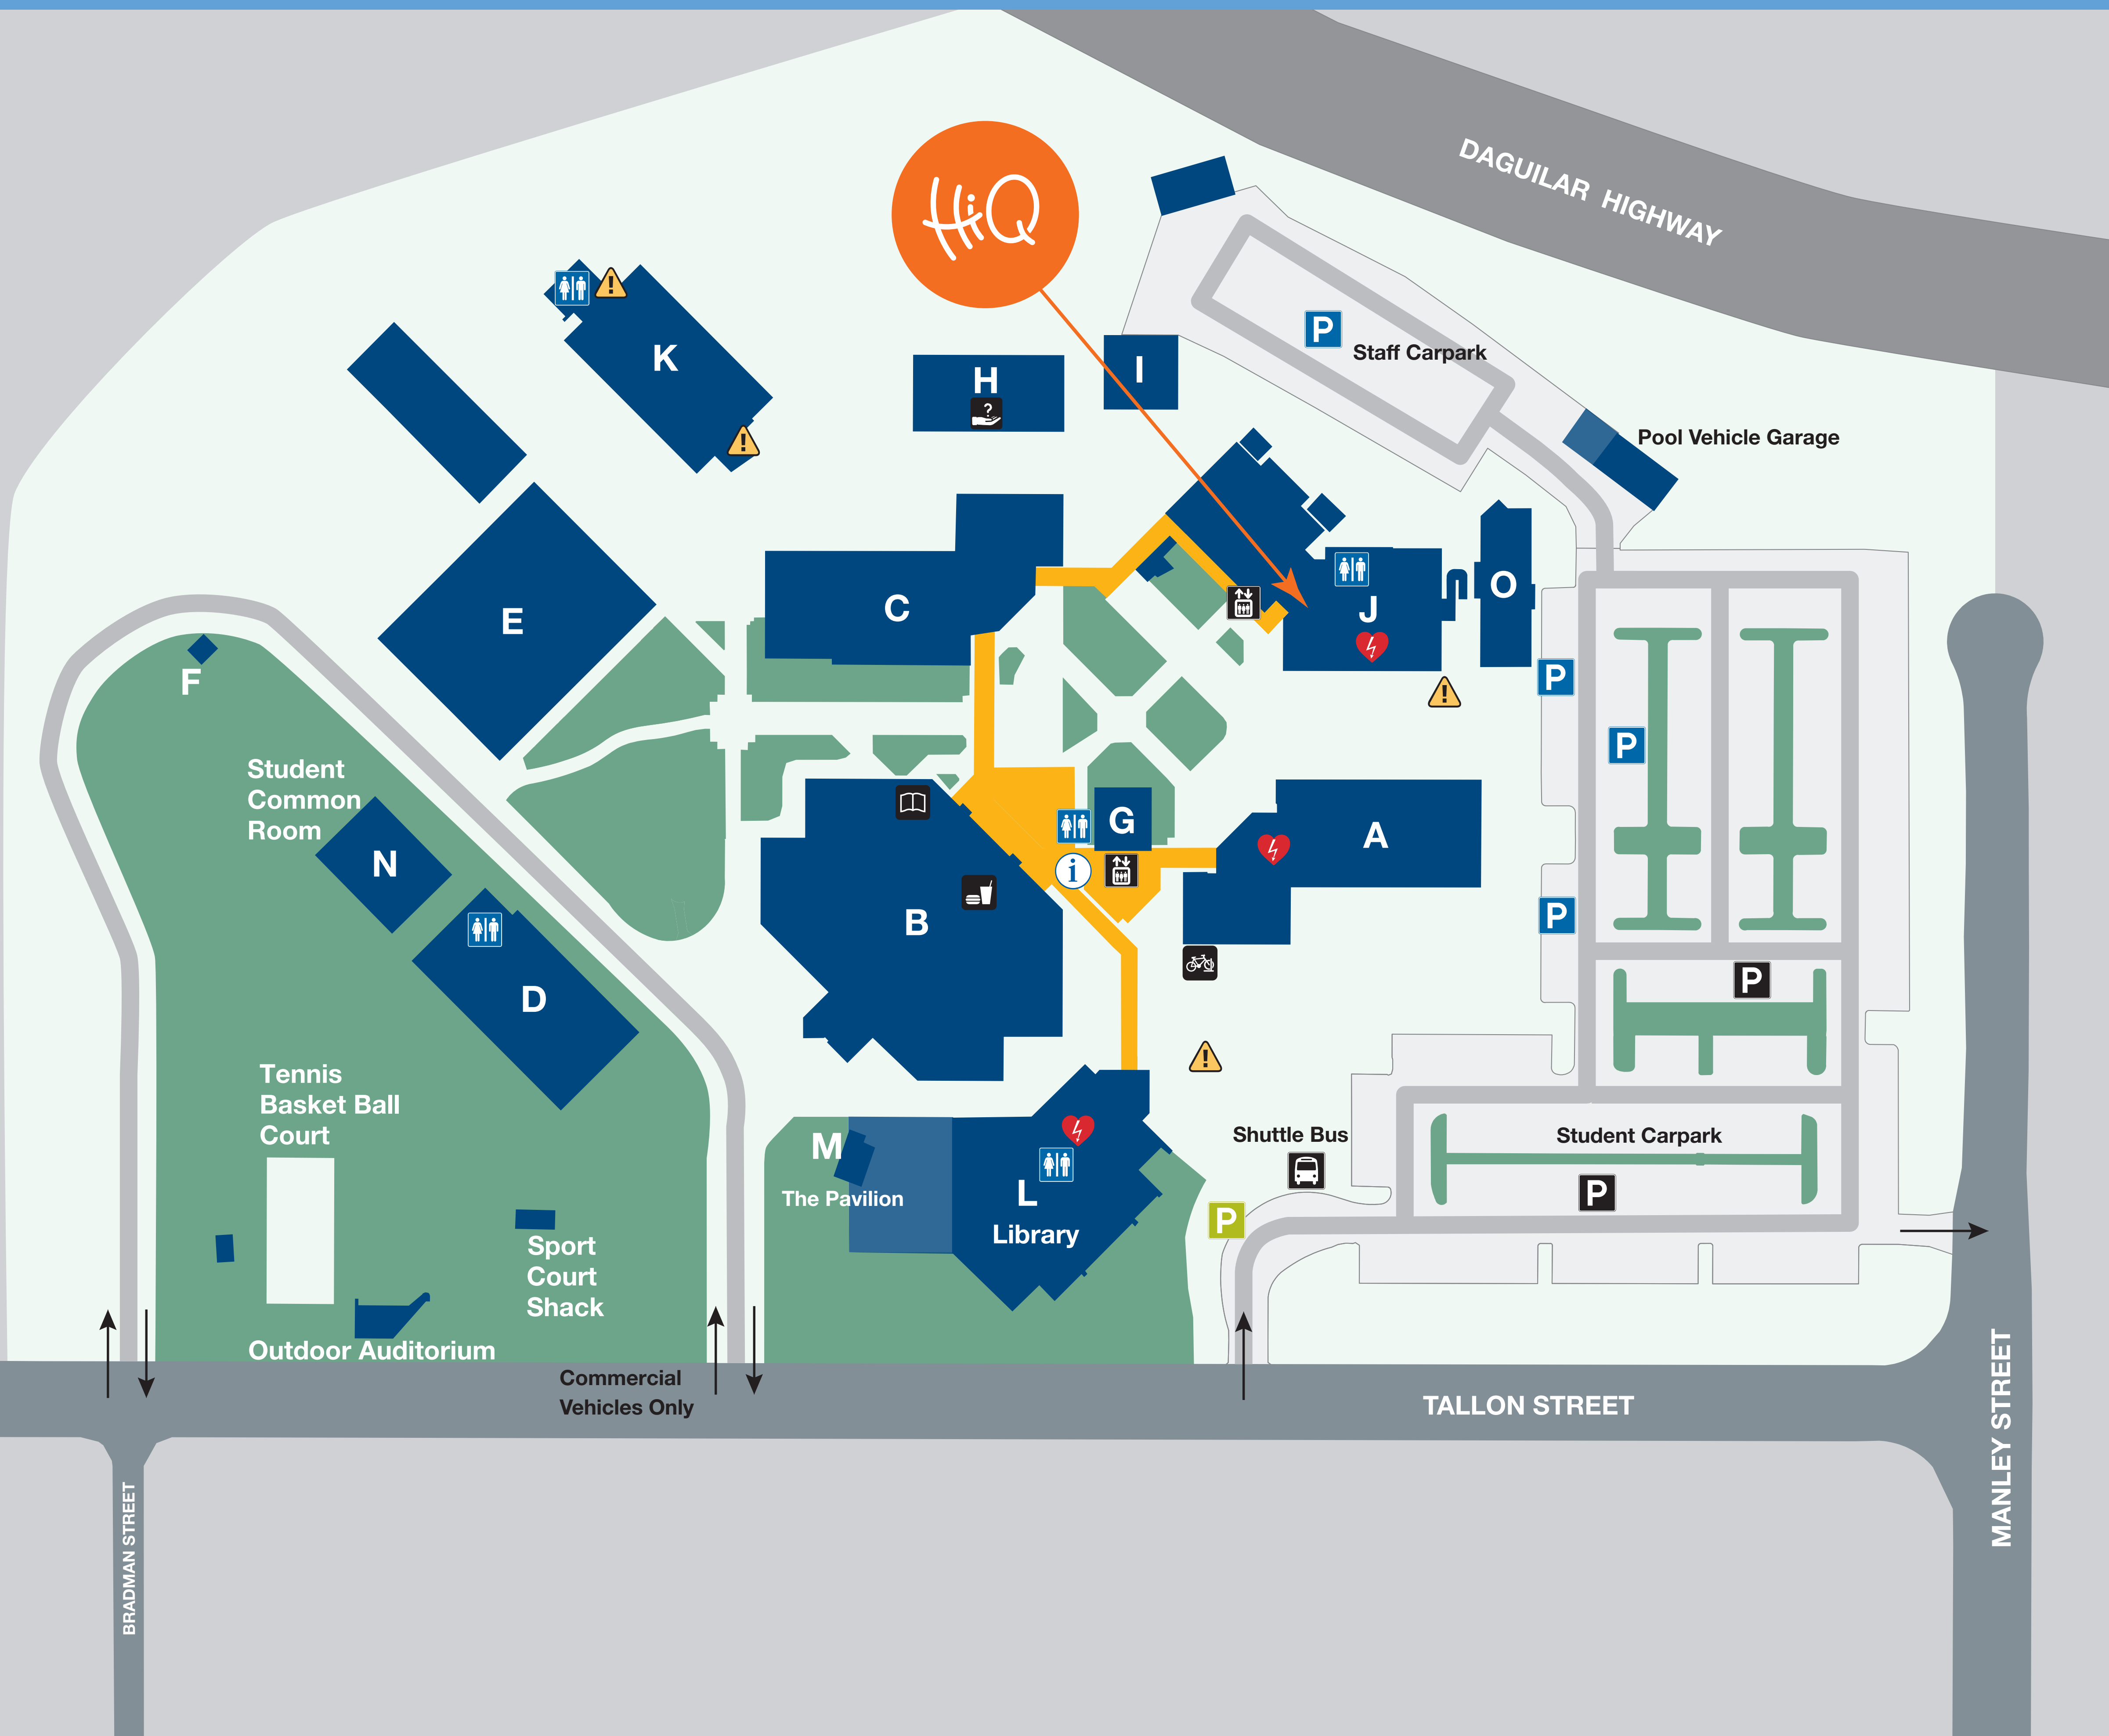 HiQ
DAGUILAR HIGHWAY
P
Staff Carpark
K
H
?
I
Pool Vehicle Garage
!
!
E
C
J
O
F
P
!
P
Student
Common
Room
N
G
A
i
B
P
D
P
!
Tennis
Basket Ball
Court
M
The Pavilion
L
Library
Shuttle Bus
Student Carpark
P
P
Sport
Court
Shack
Outdoor Auditorium
Commercial
Vehicles Only
TALLON STREET
MANLEY STREET
BRADMAN STREET